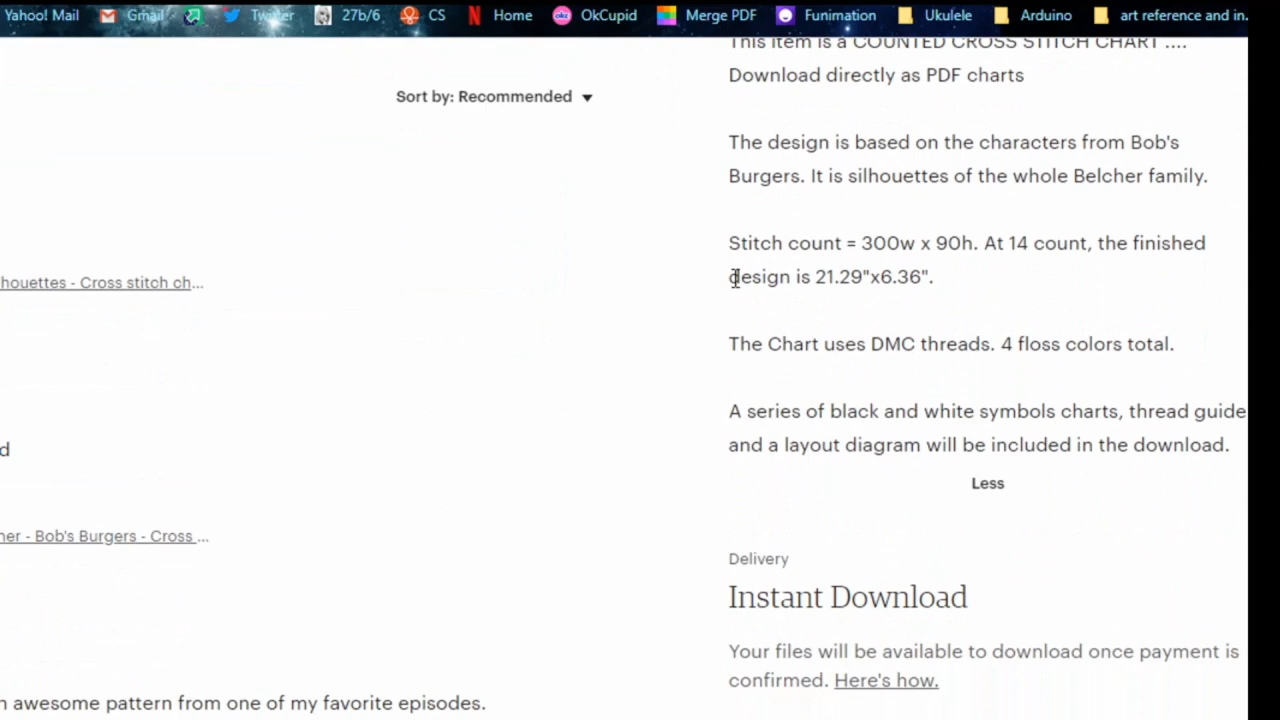 Yahoo! Mail Gmail Twitter 27b/6 CS Home OkCupid Merge PDF Funimation Ukulele Arduino art reference and in.
This item is a COUNTED CROSS STITCH CHART ....
Download directly as PDF charts
Sort by: Recommended
The design is based on the characters from Bob's
Burgers. It is silhouettes of the whole Belcher family.
Stitch count = 300w x 90h. At 14 count, the finished
design is 21.29"x6.36".
houettes - Cross stitch ch...
The Chart uses DMC threads. 4 floss colors total.
A series of black and white symbols charts, thread guide
and a layout diagram will be included in the download.
d
Less
ner - Bob's Burgers - Cross ...
Delivery
Instant Download
Your files will be available to download once payment is
confirmed. Here's how.
n awesome pattern from one of my favorite episodes.